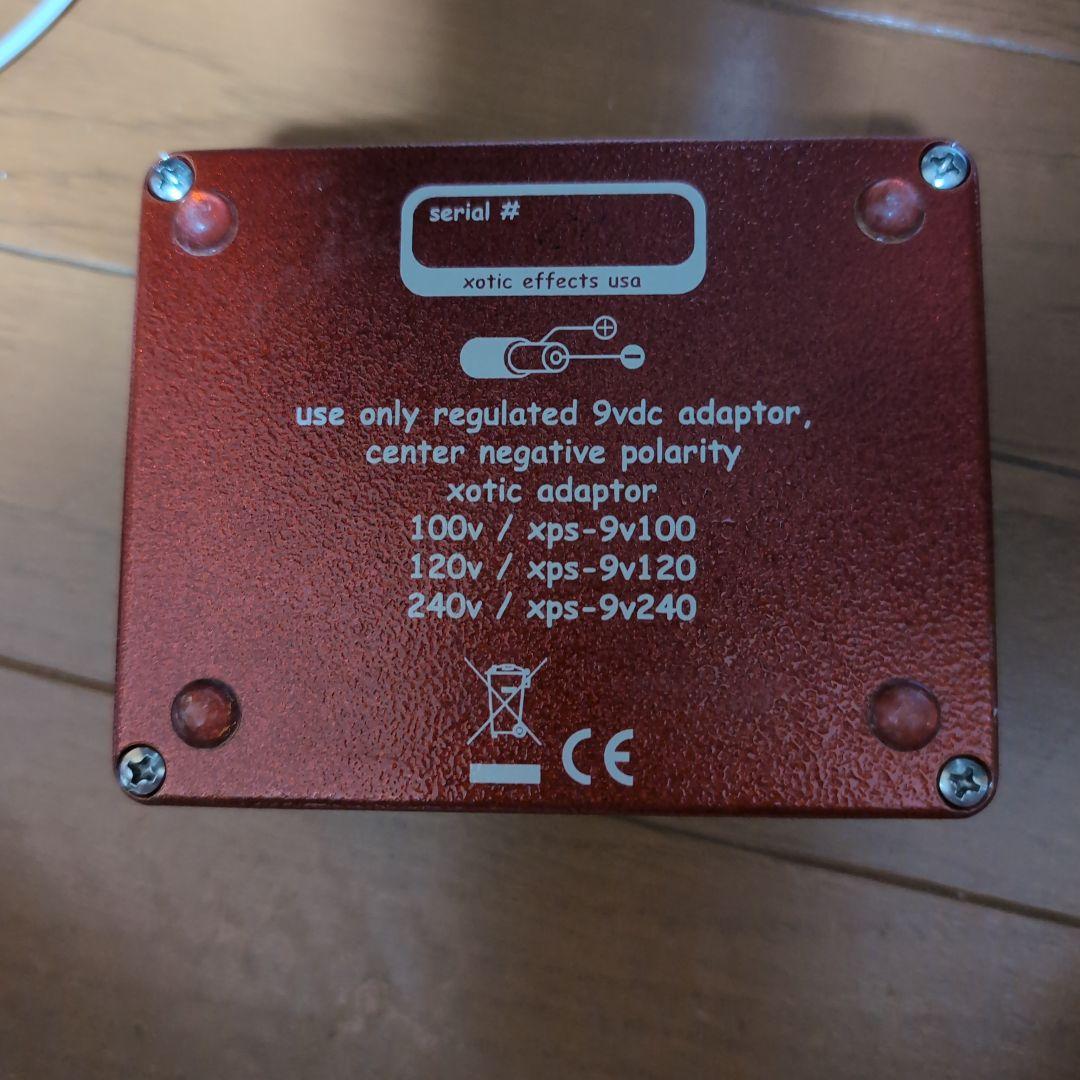 serial #
xotic effects usa
use only regulated 9vdc adaptor,
center negative polarity
xotic adaptor
100v / xps-9v100
120v / xps-9v120
240v / xps-9v240
CE